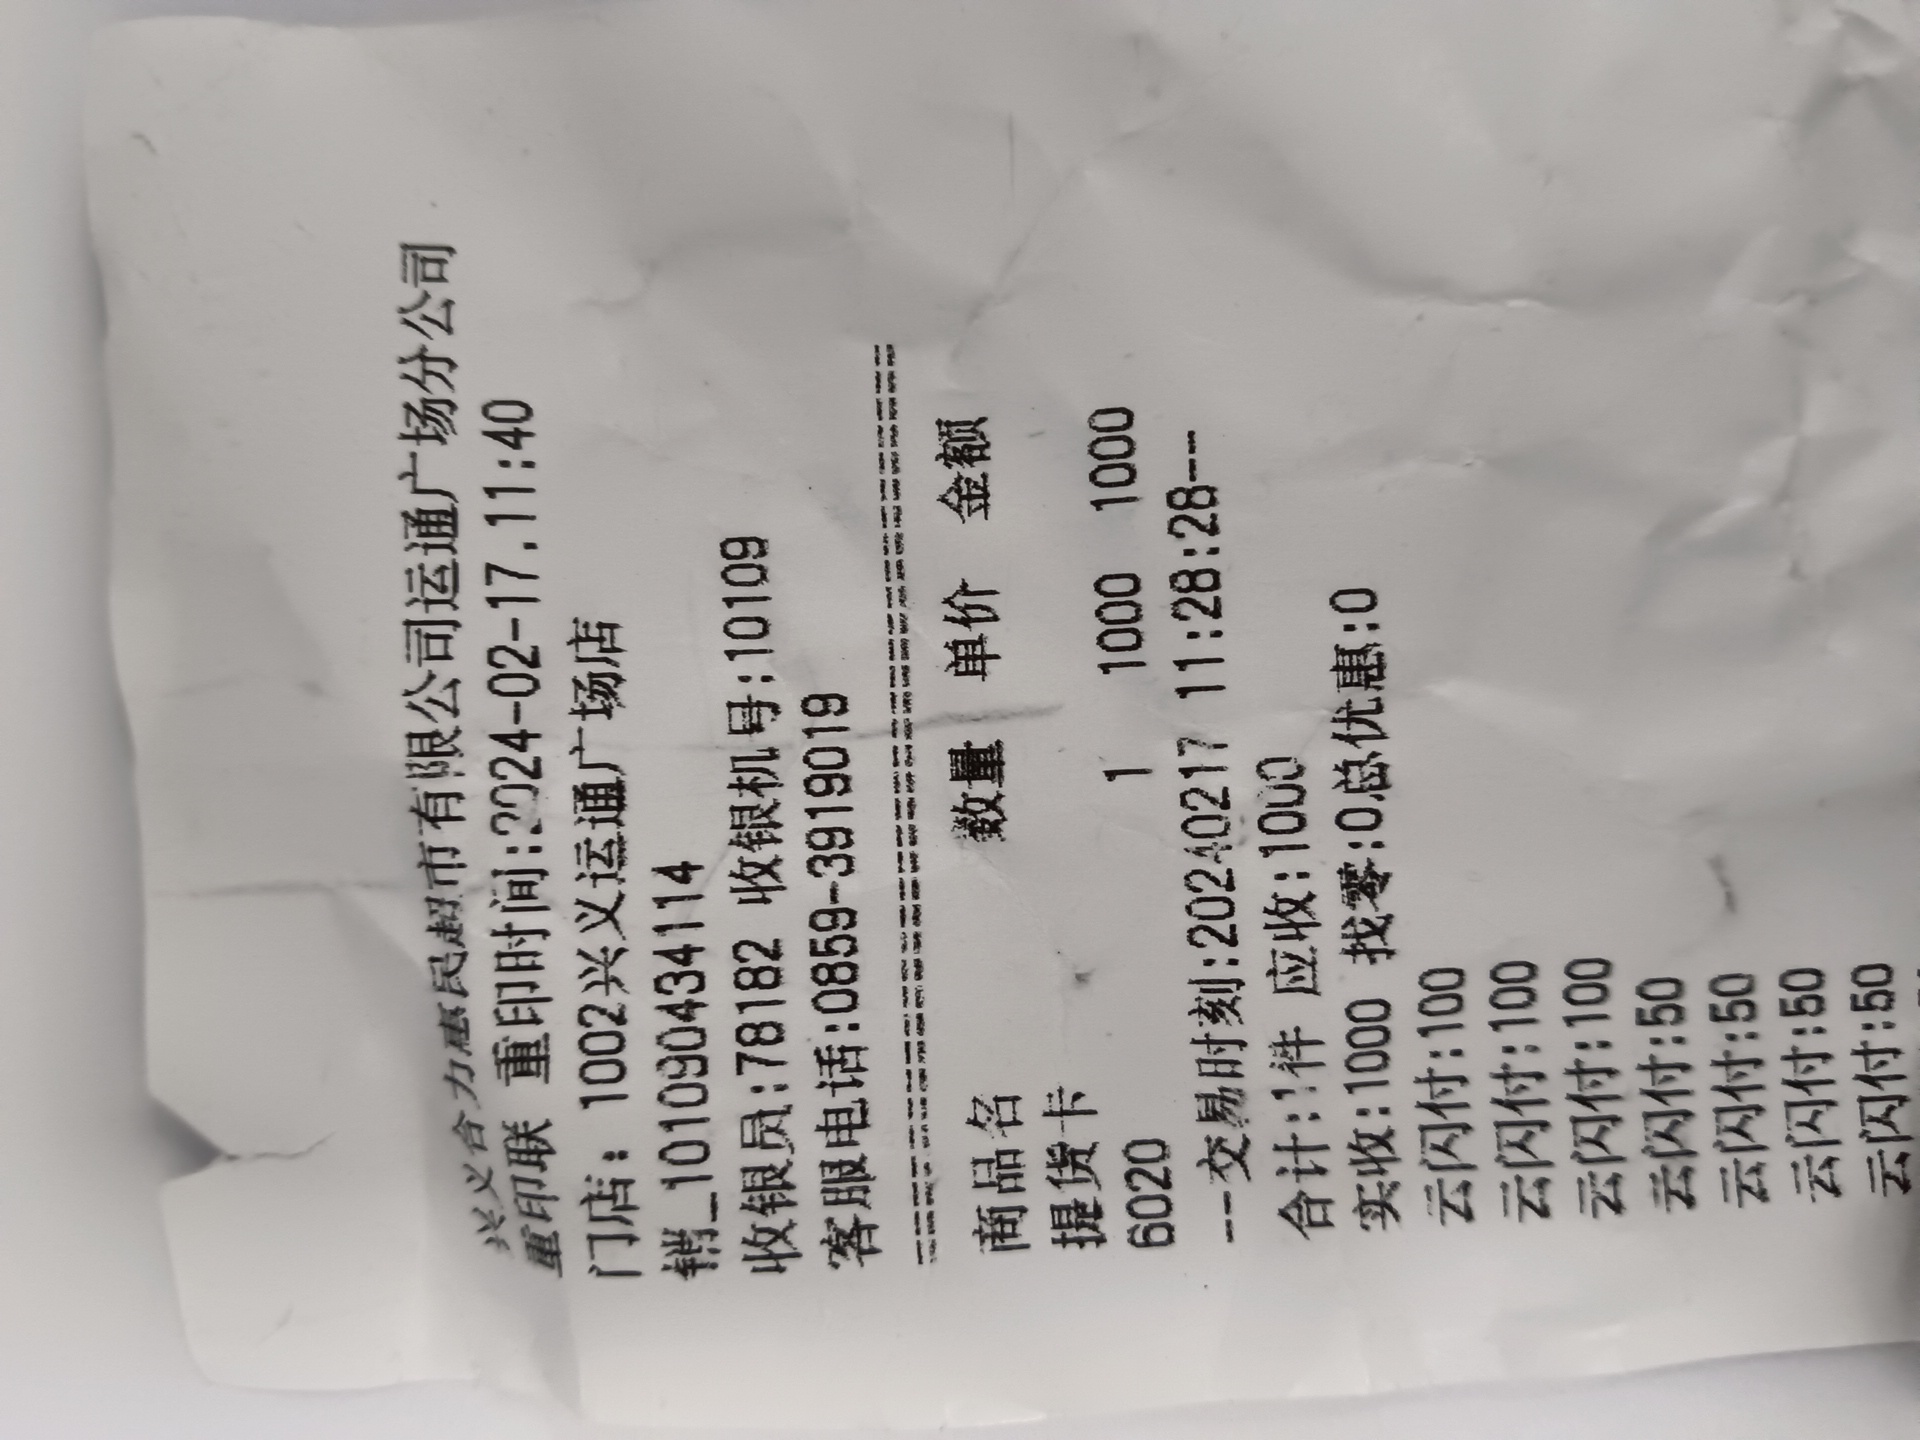 兴义合力惠民超市有限公司运通广场分公司
重印联 重印时间:2024-02-17.11:40
门店: 1002兴义运通广场店
销_101090434114
收银员:78182 收银机号:10109
客服电话:0859-3919019
商品名 数量 单价 金额
提货卡
6020 1 1000 1000
--交易时刻:20240217 11:28:28--
合计:1件 应收:1000
实收:1000 找零:0总优惠:0
云闪付:100
云闪付:100
云闪付:100
云闪付:50
云闪付:50
云闪付:50
云闪付:50